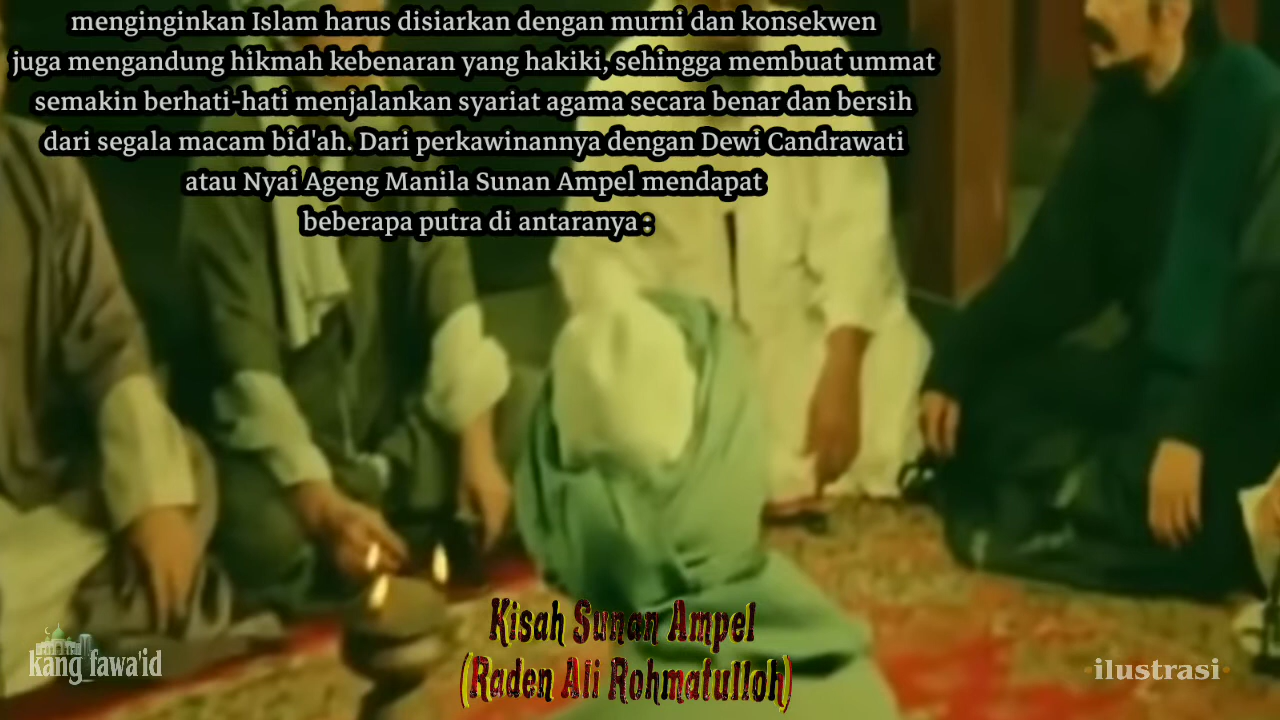 menginginkan Islam harus disiarkan dengan murni dan konsekwen
juga mengandung hikmah kebenaran yang hakiki, sehingga membuat ummat
semakin berhati-hati menjalankan syariat agama secara benar dan bersih
dari segala macam bid'ah. Dari perkawinannya dengan Dewi Candrawati
atau Nyai Ageng Manila Sunan Ampel mendapat
beberapa putra di antaranya :
Kisah Sunan Ampel
(Raden Ali Rohmatulloh)
kang fawa'id
ilustrasi